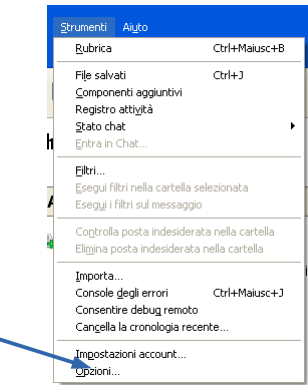 Strumenti Aiuto
Rubrica Ctrl+Maiusc+B
File salvati Ctrl+J
Componenti aggiuntivi
Registro attività
Stato chat
Entra in Chat...
Filtri...
Esegui filtri nella cartella selezionata
Esegui i filtri sul messaggio
Controlla posta indesiderata nella cartella
Elimina posta indesiderata nella cartella
Importa...
Console degli errori Ctrl+Maiusc+J
Consentire debug remoto
Cancella la cronologia recente...
Impostazioni account...
Opzioni...